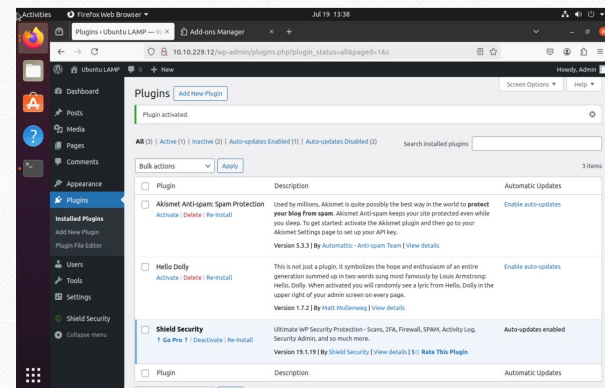 Activities
Firefox Web Browser
Jul 19 13:38
Plugins ‹ Ubuntu LAMP — W
Add-ons Manager
10.10.229.12/wp-admin/plugins.php?plugin_status=all&paged=1&s
Ubuntu LAMP
0
New
Howdy, Admin
Screen Options
Help
Dashboard
Posts
Media
Pages
Comments
Appearance
Plugins
Installed Plugins
Add New Plugin
Plugin File Editor
Users
Tools
Settings
Shield Security
Collapse menu
Plugins
Add New Plugin
Plugin activated.
All (3) | Active (1) | Inactive (2) | Auto-updates Enabled (1) | Auto-updates Disabled (2)
Search installed plugins
Bulk actions
Apply
3 items
Plugin
Description
Automatic Updates
Akismet Anti-spam: Spam Protection
Activate | Delete | Re-Install
Used by millions, Akismet is quite possibly the best way in the world to protect
your blog from spam. Akismet Anti-spam keeps your site protected even while
you sleep. To get started: activate the Akismet plugin and then go to your
Akismet Settings page to set up your API key.
Version 5.3.3 | By Automattic - Anti-spam Team | View details
Enable auto-updates
Hello Dolly
Activate | Delete | Re-Install
This is not just a plugin, it symbolizes the hope and enthusiasm of an entire
generation summed up in two words sung most famously by Louis Armstrong:
Hello, Dolly. When activated you will randomly see a lyric from Hello, Dolly in the
upper right of your admin screen on every page.
Version 1.7.2 | By Matt Mullenweg | View details
Enable auto-updates
Shield Security
↑ Go Pro ↑ | Deactivate | Re-Install
Ultimate WP Security Protection - Scans, 2FA, Firewall, SPAM, Activity Log,
Security Admin, and so much more.
Version 19.1.19 | By Shield Security | View details | 5☆ Rate This Plugin
Auto-updates enabled
Plugin
Description
Automatic Updates